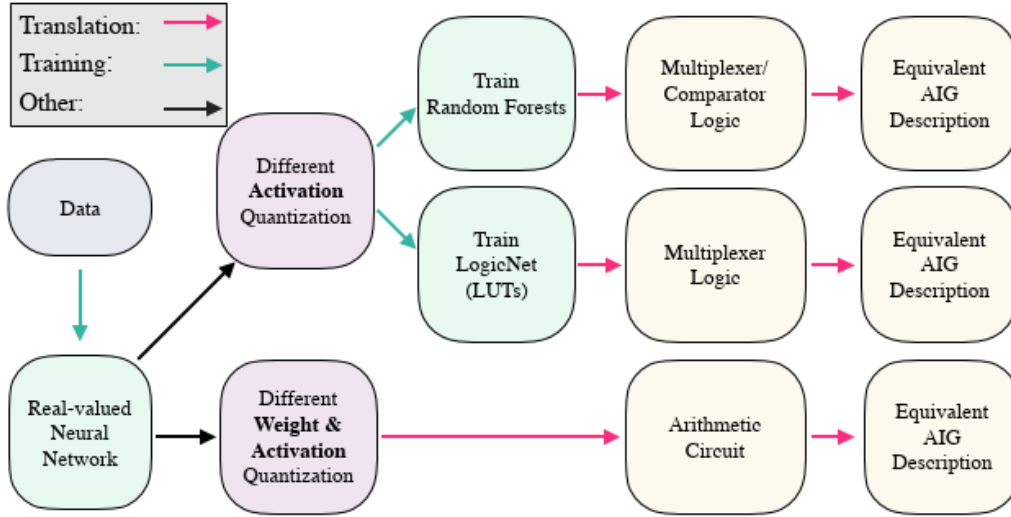 Translation:
Training:
Other:
Data
Real-valued
Neural
Network
Different
Activation
Quantization
Different
Weight &
Activation
Quantization
Train
Random Forests
Multiplexer/
Comparator
Logic
Equivalent
AIG
Description
Train
LogicNet
(LUTs)
Multiplexer
Logic
Equivalent
AIG
Description
Arithmetic
Circuit
Equivalent
AIG
Description